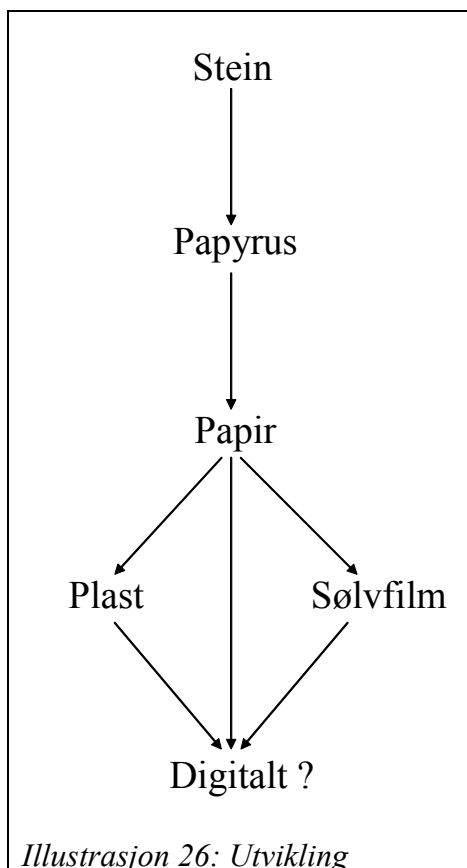 Stein
Papyrus
Papir
Plast Sølvfilm
Digitalt ?
Illustrasjon 26: Utvikling